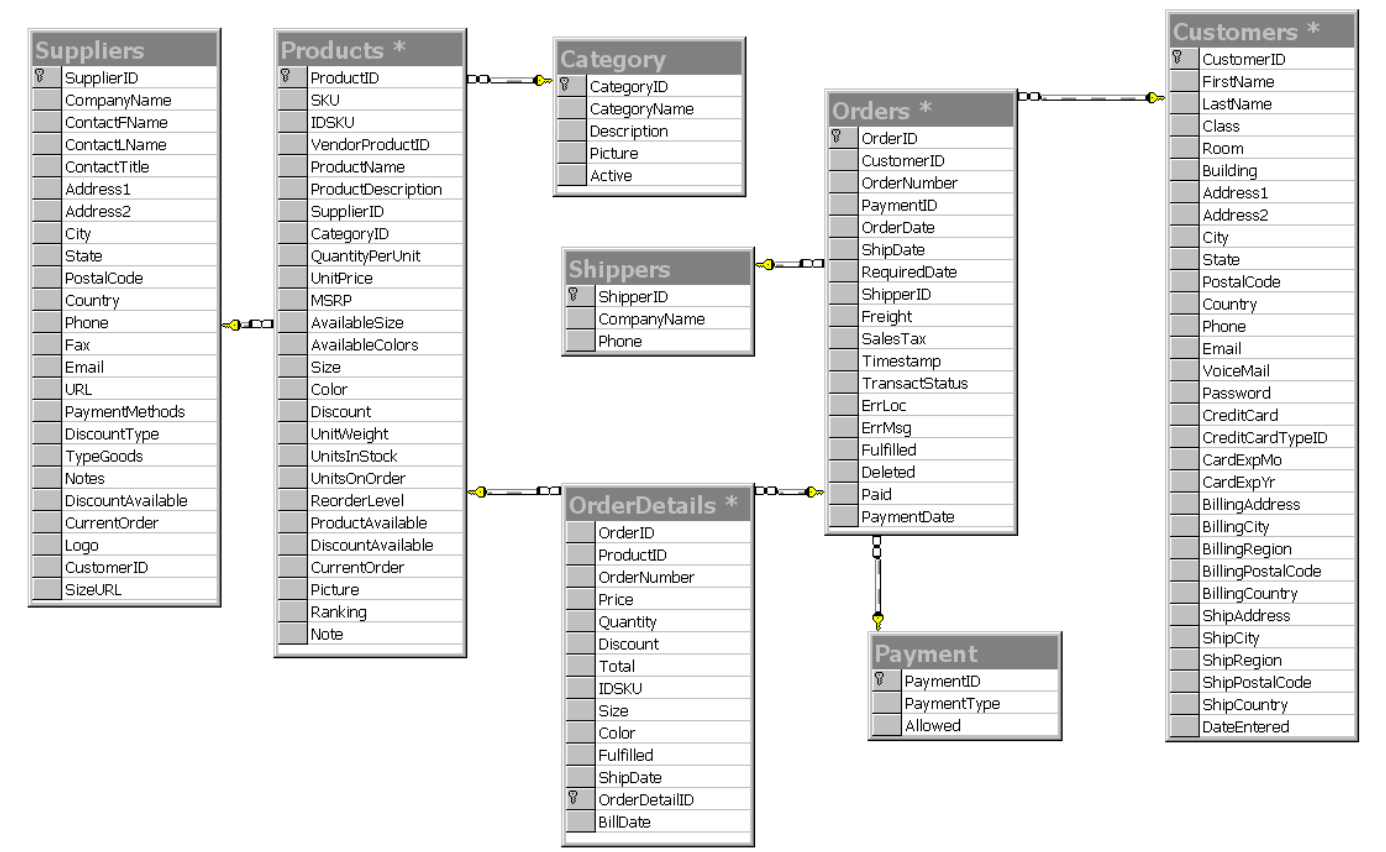 Suppliers
SupplierID
CompanyName
ContactFName
ContactLName
ContactTitle
Address1
Address2
City
State
PostalCode
Country
Phone
Fax
Email
URL
PaymentMethods
DiscountType
TypeGoods
Notes
DiscountAvailable
CurrentOrder
Logo
CustomerID
SizeURL
Products *
ProductID
SKU
IDSKU
VendorProductID
ProductName
ProductDescription
SupplierID
CategoryID
QuantityPerUnit
UnitPrice
MSRP
AvailableSize
AvailableColors
Size
Color
Discount
UnitWeight
UnitsInStock
UnitsOnOrder
ReorderLevel
ProductAvailable
DiscountAvailable
CurrentOrder
Picture
Ranking
Note
Category
CategoryID
CategoryName
Description
Picture
Active
Shippers
ShipperID
CompanyName
Phone
OrderDetails *
OrderID
ProductID
OrderNumber
Price
Quantity
Discount
Total
IDSKU
Size
Color
Fulfilled
ShipDate
OrderDetailID
BillDate
Orders *
OrderID
CustomerID
OrderNumber
PaymentID
OrderDate
ShipDate
RequiredDate
ShipperID
Freight
SalesTax
Timestamp
TransactStatus
ErrLoc
ErrMsg
Fulfilled
Deleted
Paid
PaymentDate
Payment
PaymentID
PaymentType
Allowed
Customers *
CustomerID
FirstName
LastName
Class
Room
Building
Address1
Address2
City
State
PostalCode
Country
Phone
Email
VoiceMail
Password
CreditCard
CreditCardTypeID
CardExpMo
CardExpYr
BillingAddress
BillingCity
BillingRegion
BillingPostalCode
BillingCountry
ShipAddress
ShipCity
ShipRegion
ShipPostalCode
ShipCountry
DateEntered